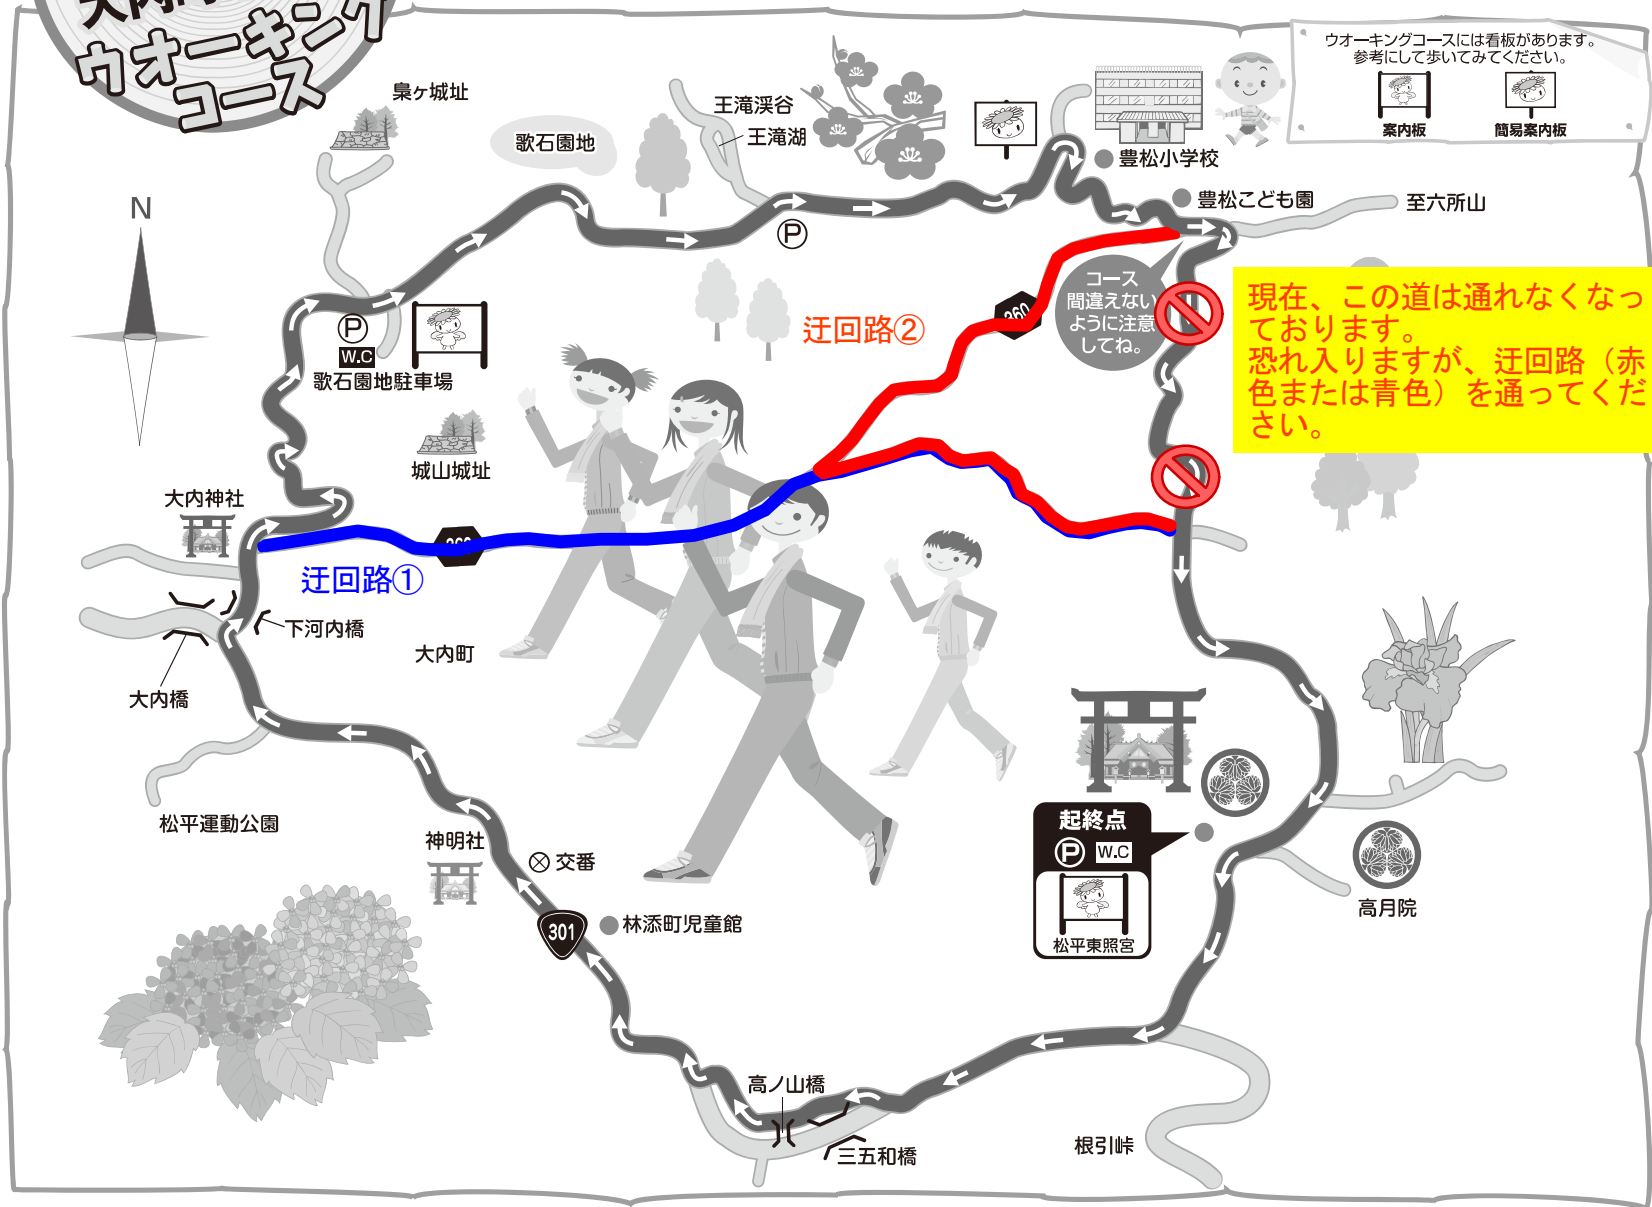 ウオーキング
コース
ウオーキングコースには看板があります。
参考にして歩いてみてください。
案内板
簡易案内板
梟ヶ城址
歌石園地
王滝渓谷
王滝湖
豊松小学校
豊松こども園
至六所山
N
P
コース
間違えない
ように注意
してね。
360
現在、この道は通れなくなっ
ております。
恐れ入りますが、迂回路（赤
色または青色）を通ってくだ
さい。
迂回路②
P
W.C
歌石園地駐車場
城山城址
大内神社
迂回路①
下河内橋
大内町
大内橋
松平運動公園
神明社
交番
301
林添町児童館
起終点
P W.C
松平東照宮
高月院
高ノ山橋
三五和橋
根引峠